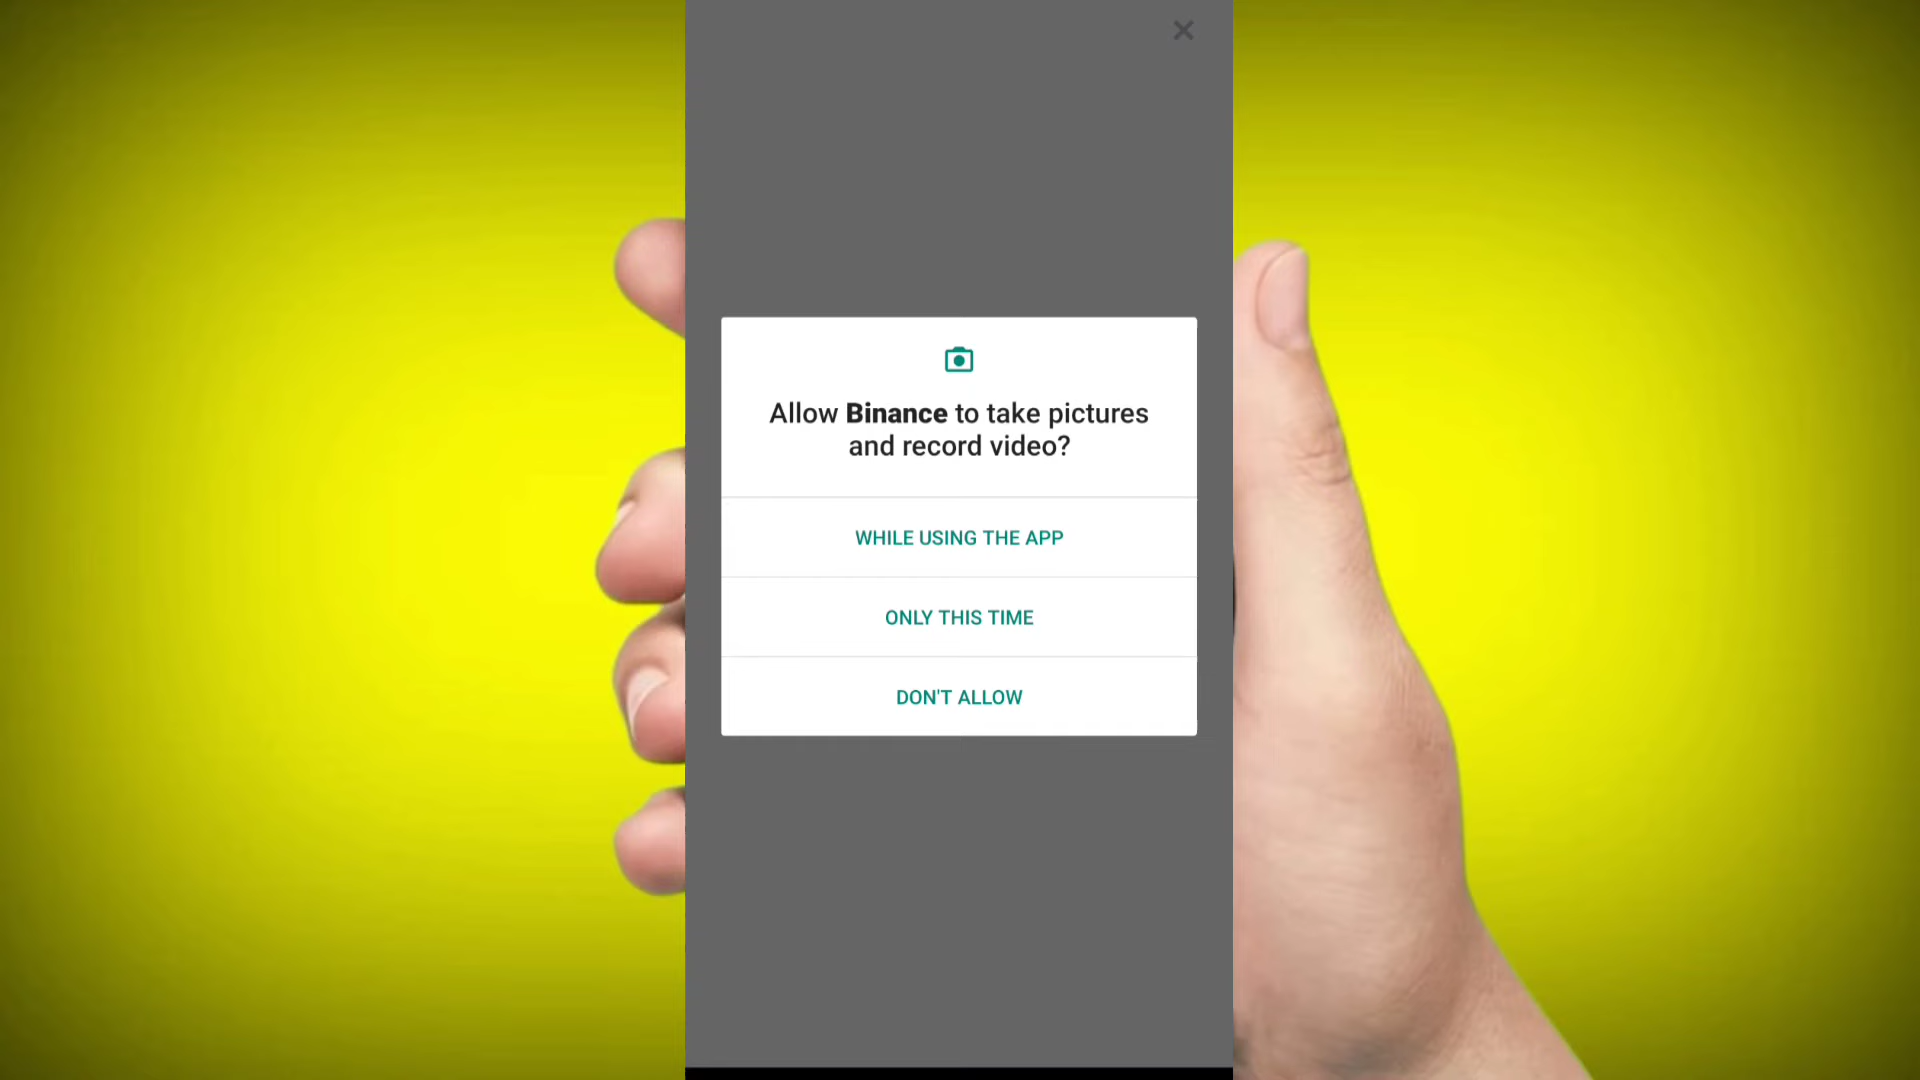 Allow Binance to take pictures
and record video?
WHILE USING THE APP
ONLY THIS TIME
DON'T ALLOW